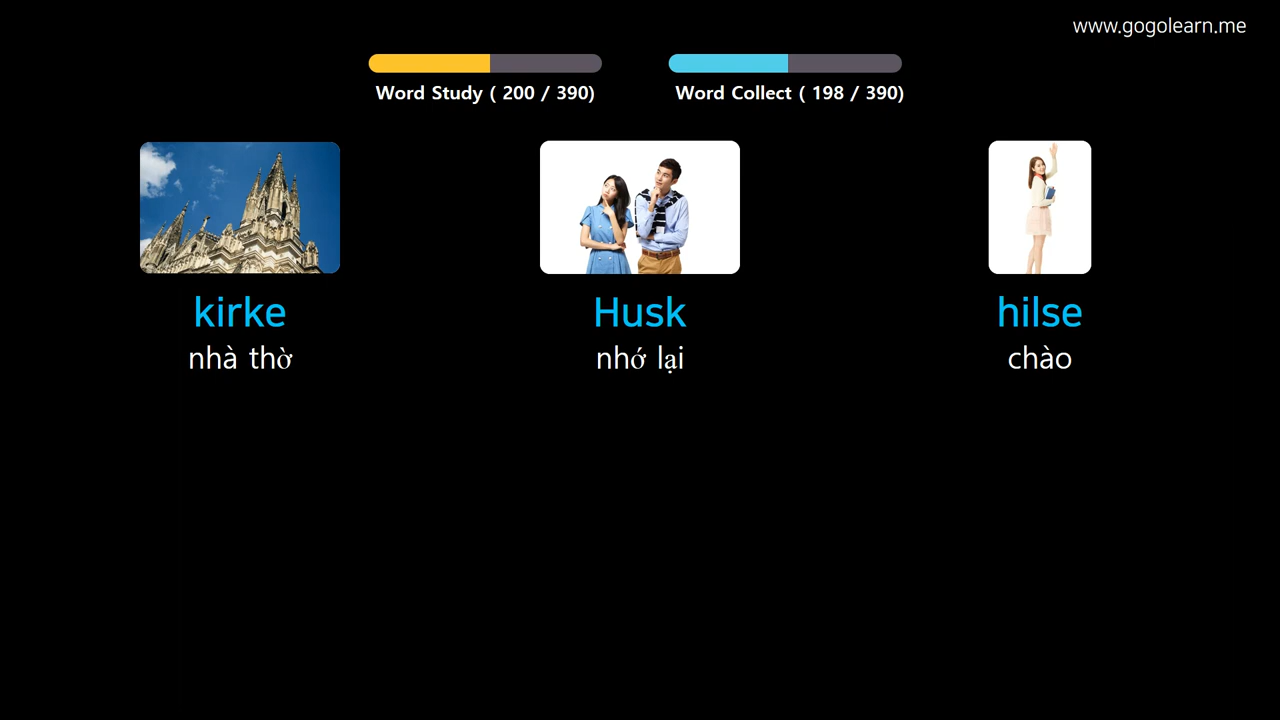 www.gogolearn.me
Word Study ( 200 / 390)
Word Collect ( 198 / 390)
kirke
nhà thờ
Husk
nhớ lại
hilse
chào